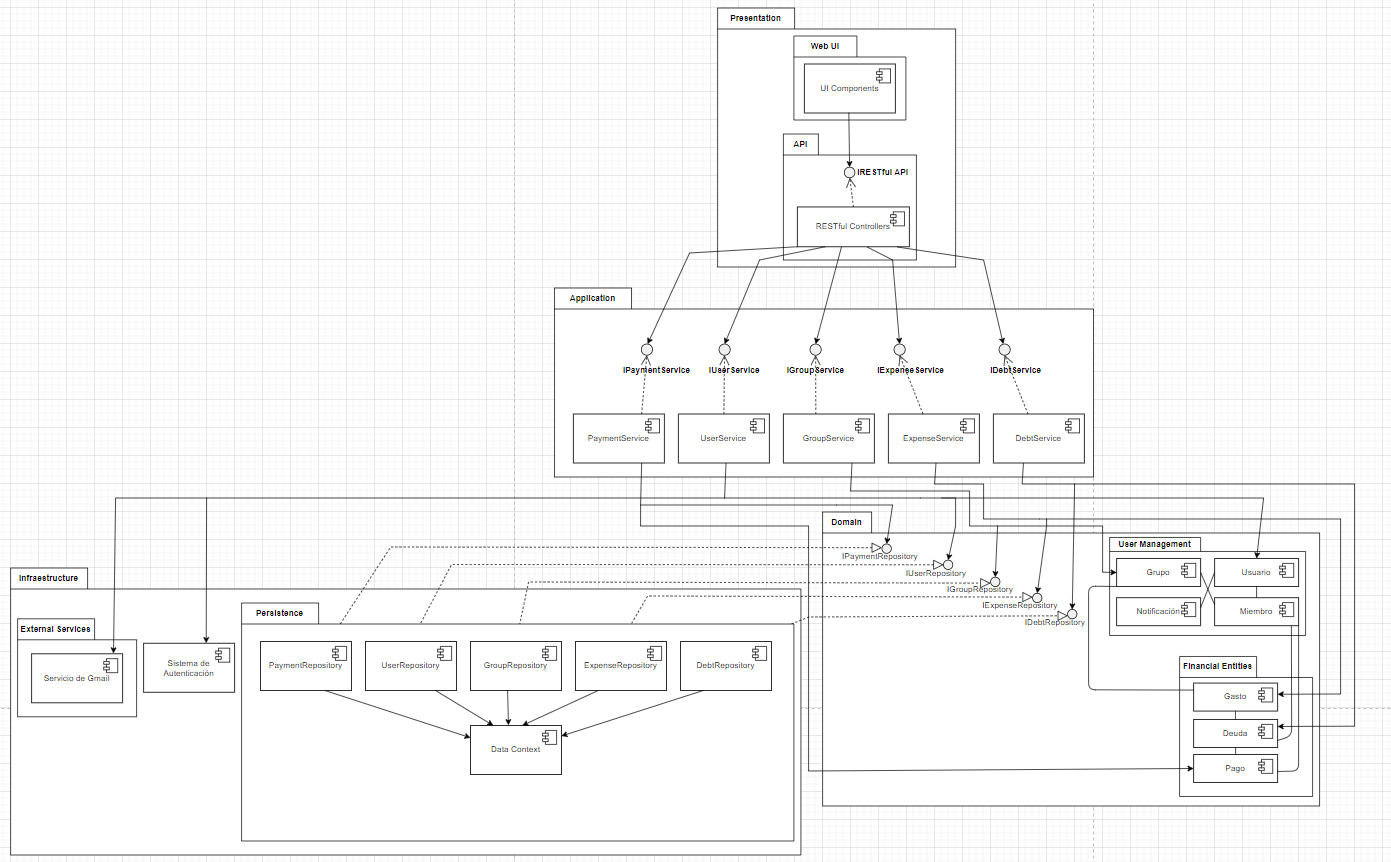 Presentation
Web UI
UI Components
API
IRESTful API
RESTful Controllers
Application
IPaymentService
IUserService
IGroupService
IExpenseService
IDebtService
PaymentService
UserService
GroupService
ExpenseService
DebtService
Domain
IPaymentRepository
IUserRepository
IGroupRepository
IExpenseRepository
IDebtRepository
User Management
Grupo
Usuario
Notificación
Miembro
Financial Entities
Gasto
Deuda
Pago
Infraestructure
External Services
Servicio de Gmail
Sistema de
Autenticación
Persistence
PaymentRepository
UserRepository
GroupRepository
ExpenseRepository
DebtRepository
Data Context